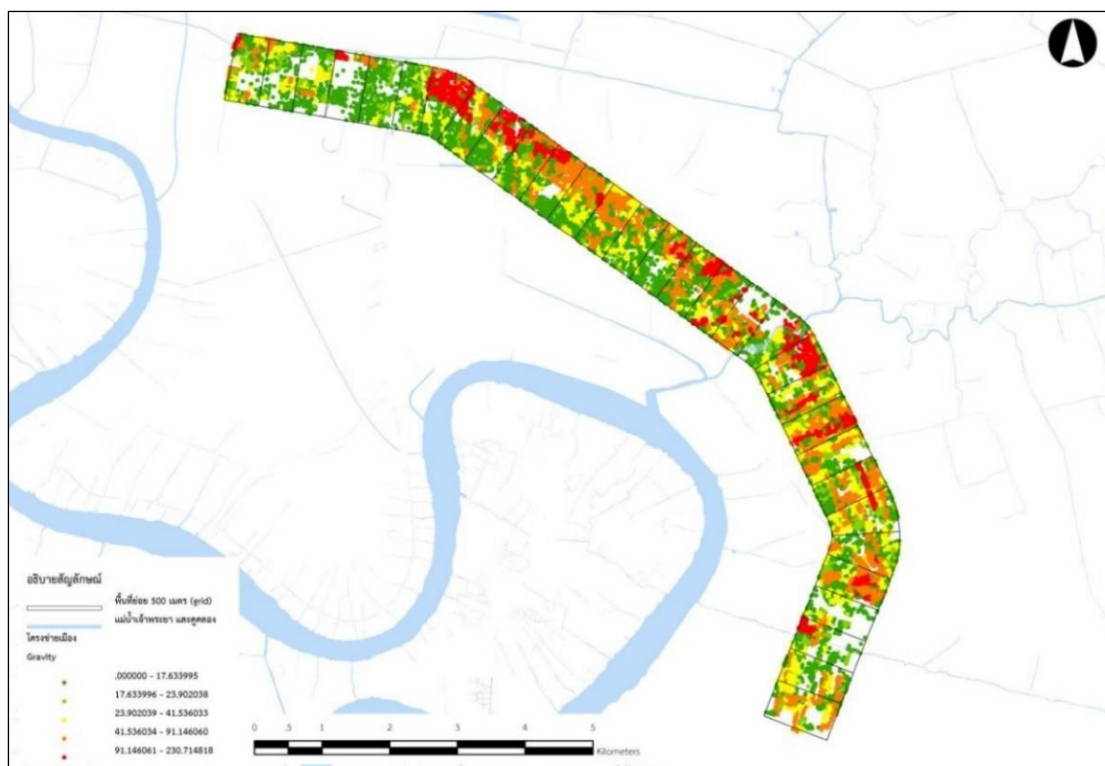 อธิบายสัญลักษณ์
พื้นที่ย่อย 500 เมตร (grid)
แม่น้ำเจ้าพระยา และคูคลอง
โครงข่ายเมือง
Gravity
.000000 - 17.633995
17.633996 - 23.902038
23.902039 - 41.536033
41.536034 - 91.146060
91.146061 - 230.714818
0 .5 1 2 3 4 5
Kilometers